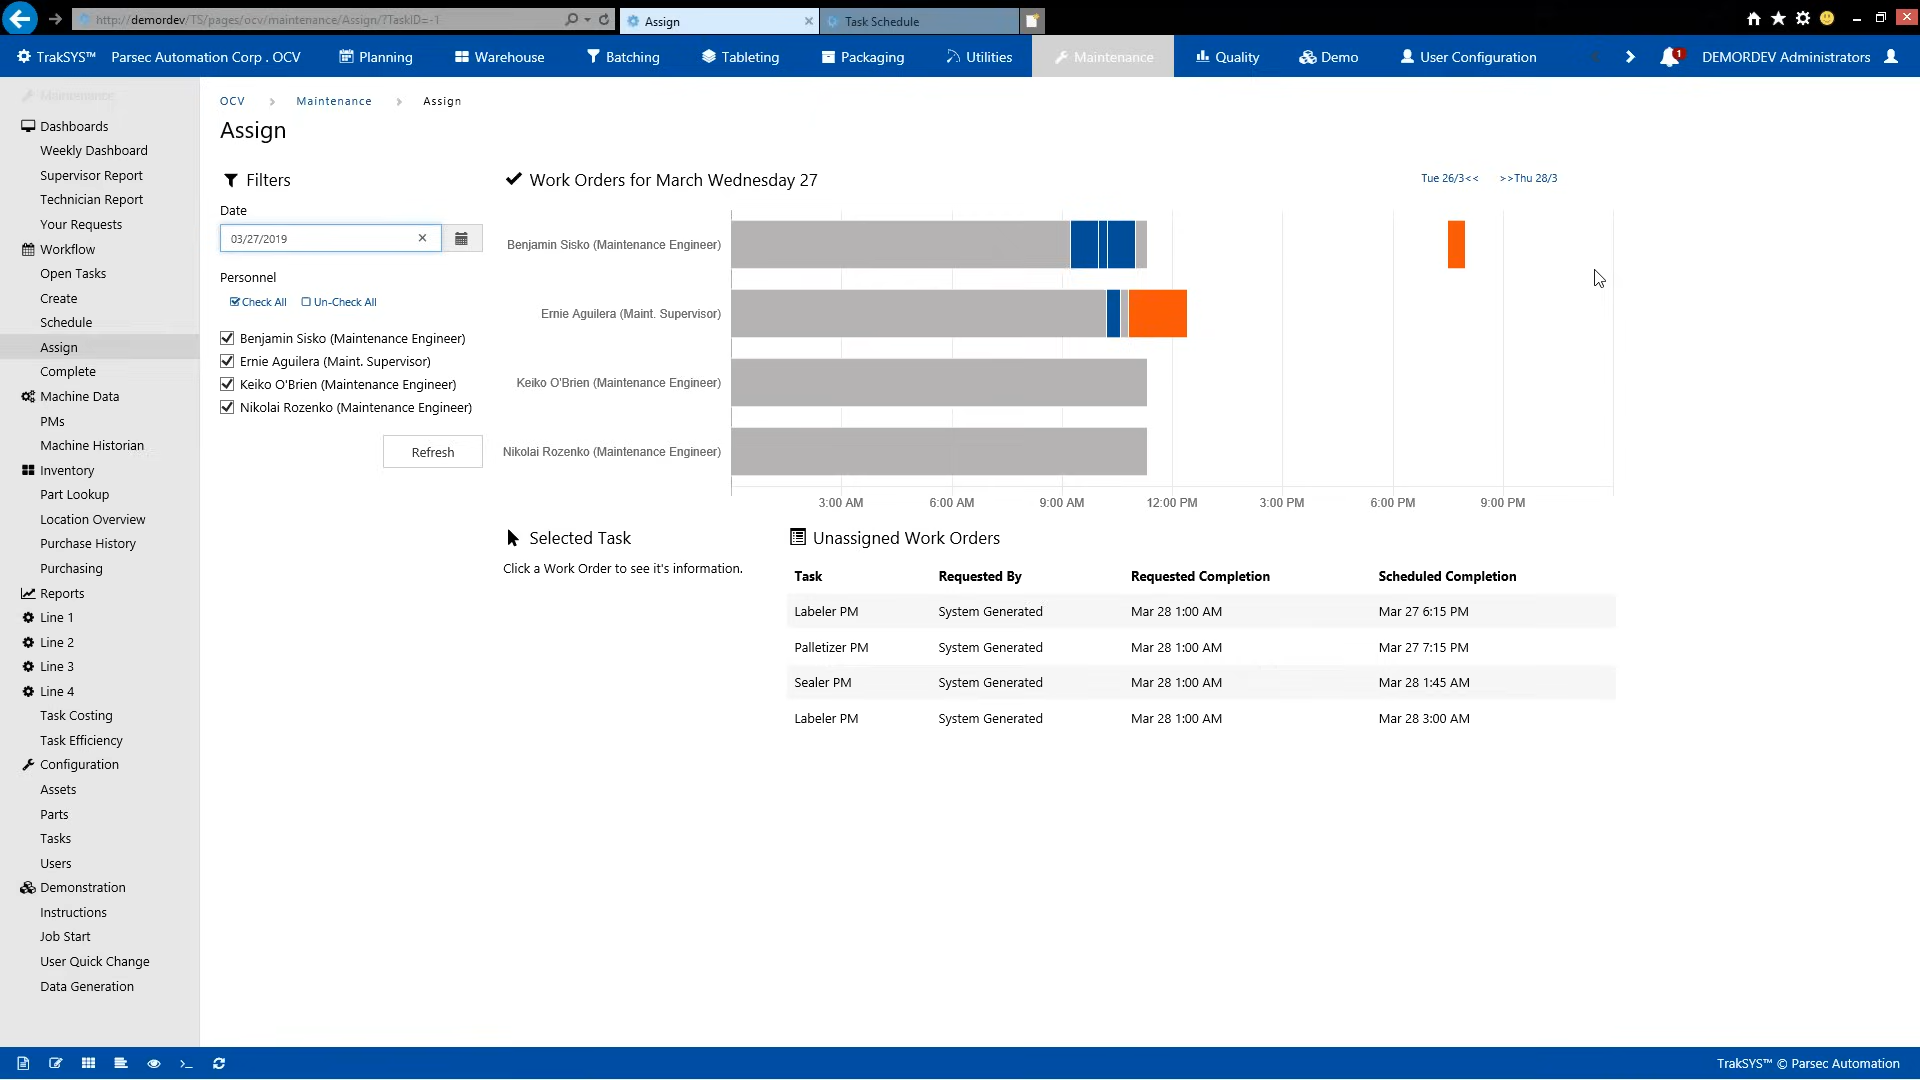 http://demordev/TS/pages/ocv/maintenance/Assign/?TaskID=-1
Assign
Task Schedule
TrakSYS™ Parsec Automation Corp . OCV
Planning
Warehouse
Batching
Tableting
Packaging
Utilities
Maintenance
Quality
Demo
User Configuration
1
DEMORDEV Administrators
Maintenance
Dashboards
Weekly Dashboard
Supervisor Report
Technician Report
Your Requests
Workflow
Open Tasks
Create
Schedule
Assign
Complete
Machine Data
PMs
Machine Historian
Inventory
Part Lookup
Location Overview
Purchase History
Purchasing
Reports
Line 1
Line 2
Line 3
Line 4
Task Costing
Task Efficiency
Configuration
Assets
Parts
Tasks
Users
Demonstration
Instructions
Job Start
User Quick Change
Data Generation
OCV > Maintenance > Assign
Assign
Filters
Date
03/27/2019
Personnel
Check All Un-Check All
Benjamin Sisko (Maintenance Engineer)
Ernie Aguilera (Maint. Supervisor)
Keiko O'Brien (Maintenance Engineer)
Nikolai Rozenko (Maintenance Engineer)
Refresh
Work Orders for March Wednesday 27
Tue 26/3<< >>Thu 28/3
Benjamin Sisko (Maintenance Engineer)
Ernie Aguilera (Maint. Supervisor)
Keiko O'Brien (Maintenance Engineer)
Nikolai Rozenko (Maintenance Engineer)
3:00 AM 6:00 AM 9:00 AM 12:00 PM 3:00 PM 6:00 PM 9:00 PM
Selected Task
Click a Work Order to see it's information.
Unassigned Work Orders
Task Requested By Requested Completion Scheduled Completion
Labeler PM System Generated Mar 28 1:00 AM Mar 27 6:15 PM
Palletizer PM System Generated Mar 28 1:00 AM Mar 27 7:15 PM
Sealer PM System Generated Mar 28 1:00 AM Mar 28 1:45 AM
Labeler PM System Generated Mar 28 1:00 AM Mar 28 3:00 AM
TrakSYS™ © Parsec Automation